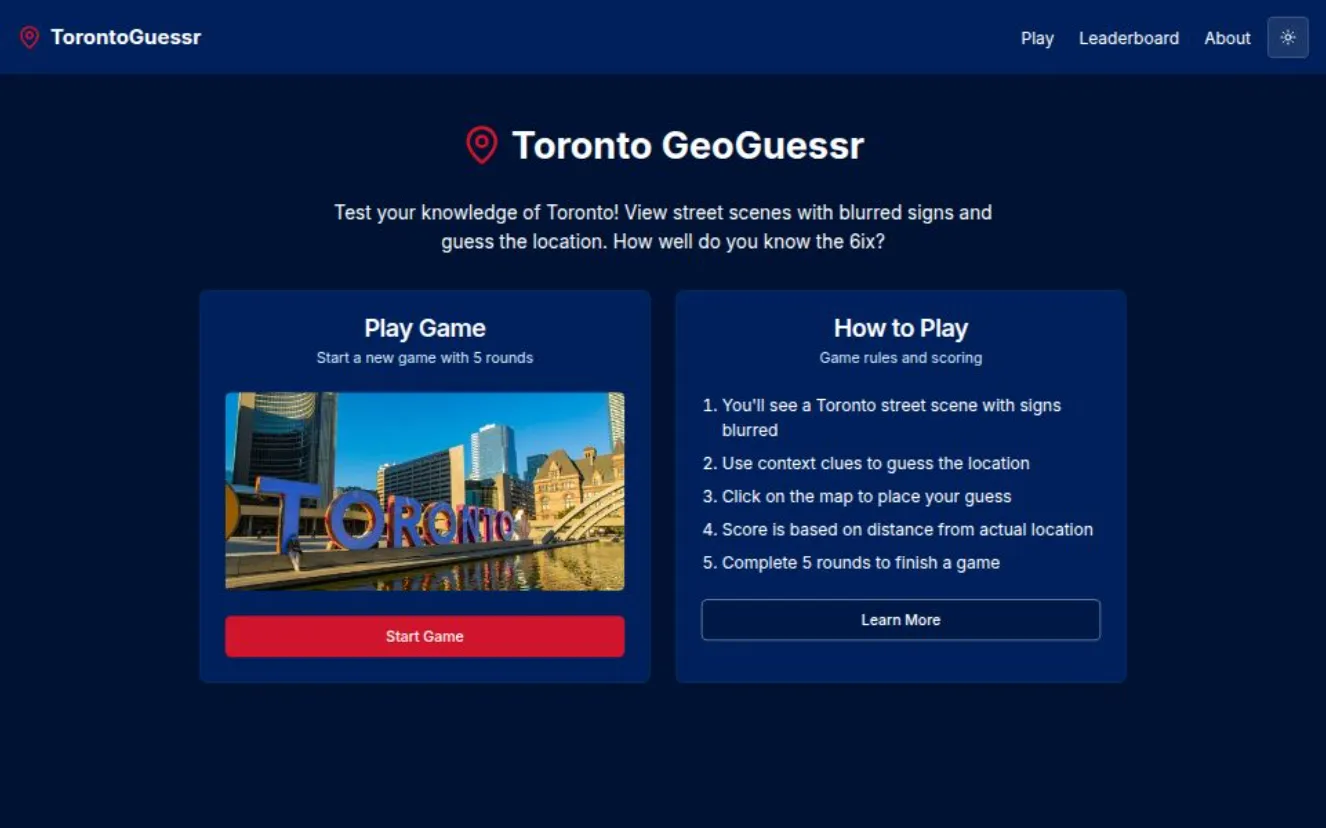 TorontoGuessr
Play
Leaderboard
About
Toronto GeoGuessr
Test your knowledge of Toronto! View street scenes with blurred signs and
guess the location. How well do you know the 6ix?
Play Game
Start a new game with 5 rounds
TORONTO
Start Game
How to Play
Game rules and scoring
1. You'll see a Toronto street scene with signs
blurred
2. Use context clues to guess the location
3. Click on the map to place your guess
4. Score is based on distance from actual location
5. Complete 5 rounds to finish a game
Learn More